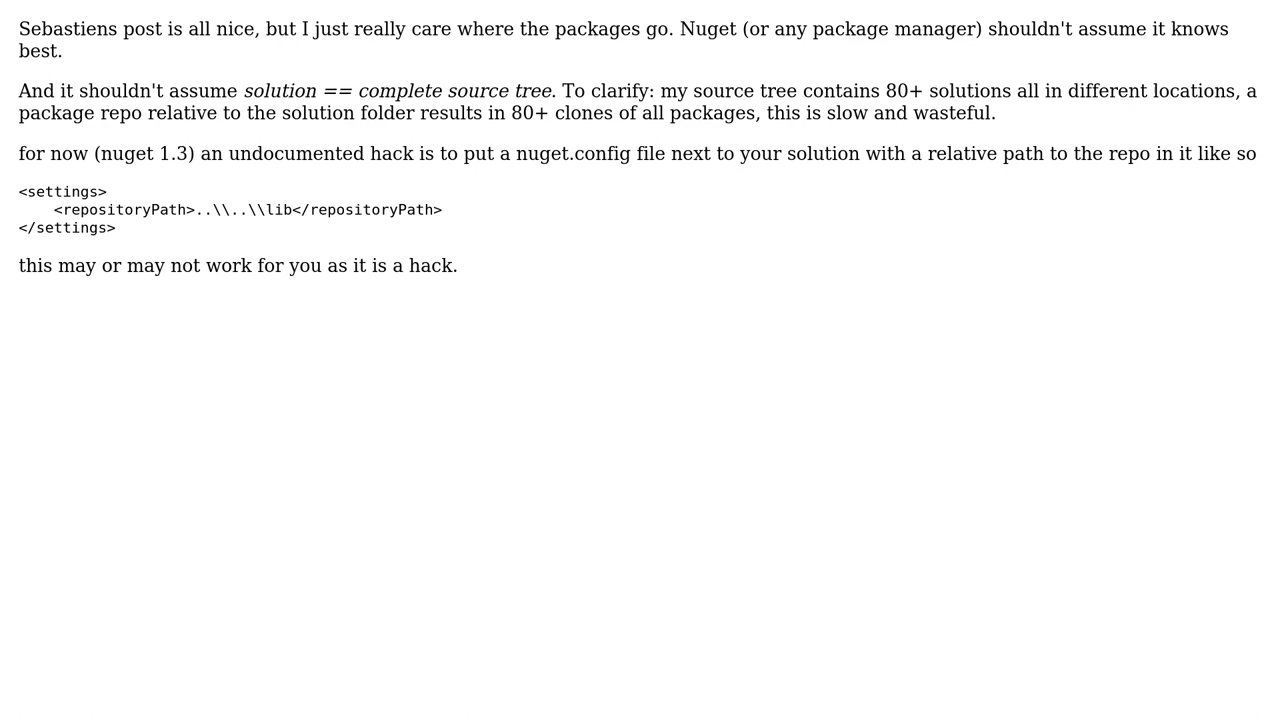 Sebastiens post is all nice, but I just really care where the packages go. Nuget (or any package manager) shouldn't assume it knows
best.
And it shouldn't assume solution == complete source tree. To clarify: my source tree contains 80+ solutions all in different locations, a
package repo relative to the solution folder results in 80+ clones of all packages, this is slow and wasteful.
for now (nuget 1.3) an undocumented hack is to put a nuget.config file next to your solution with a relative path to the repo in it like so
<settings>
    <repositoryPath>..\\..\\lib</repositoryPath>
</settings>
this may or may not work for you as it is a hack.